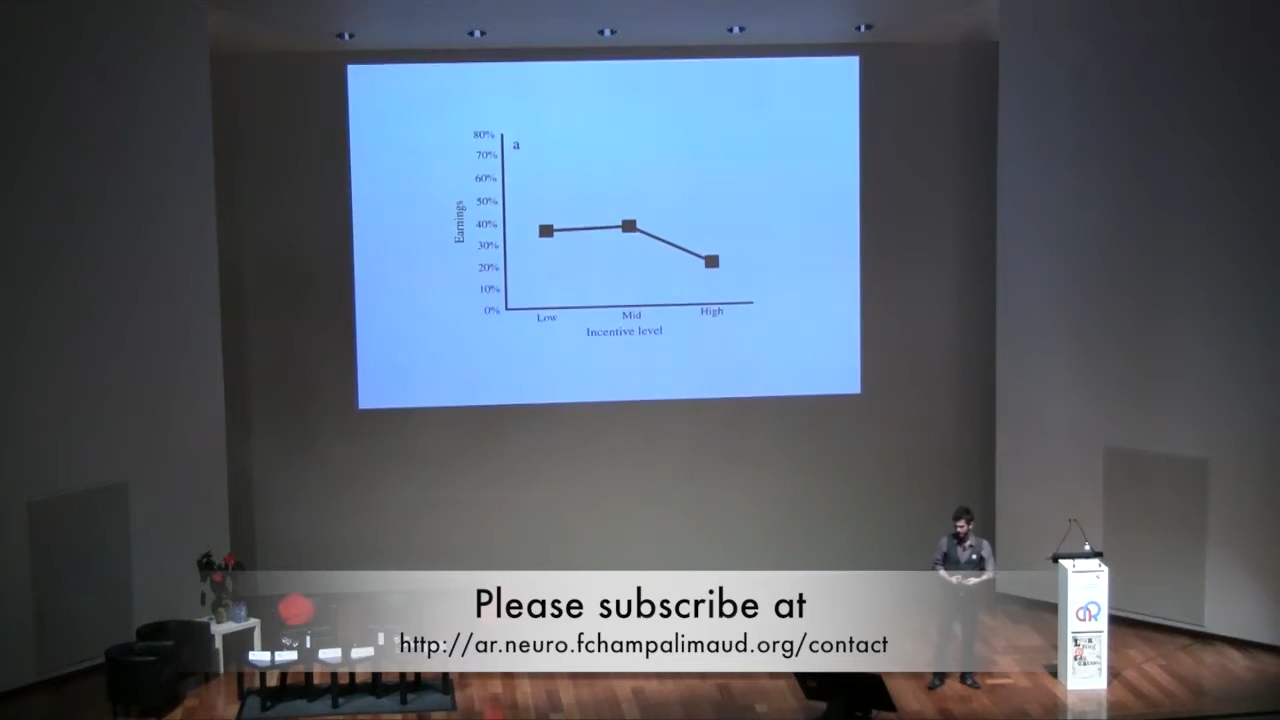 80%
a
70%
60%
50%
40%
30%
20%
10%
0%
Earnings
Low
Mid
High
Incentive level
Please subscribe at
http://ar.neuro.fchampalimaud.org/contact